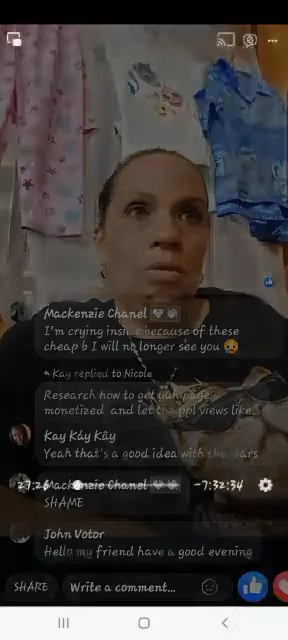 Mackenzie Chanel
I'm crying inside because of these
cheap b I will no longer see you
Kay replied to Nicole
Research how to get yuh page
monetized and let the ppl views like...
Kay Káy Kây
Yeah that's a good idea with the stars
27:26
Mackenzie Chanel
-7:32:34
SHAME
John Votor
Hello my friend have a good evening
SHARE
Write a comment...